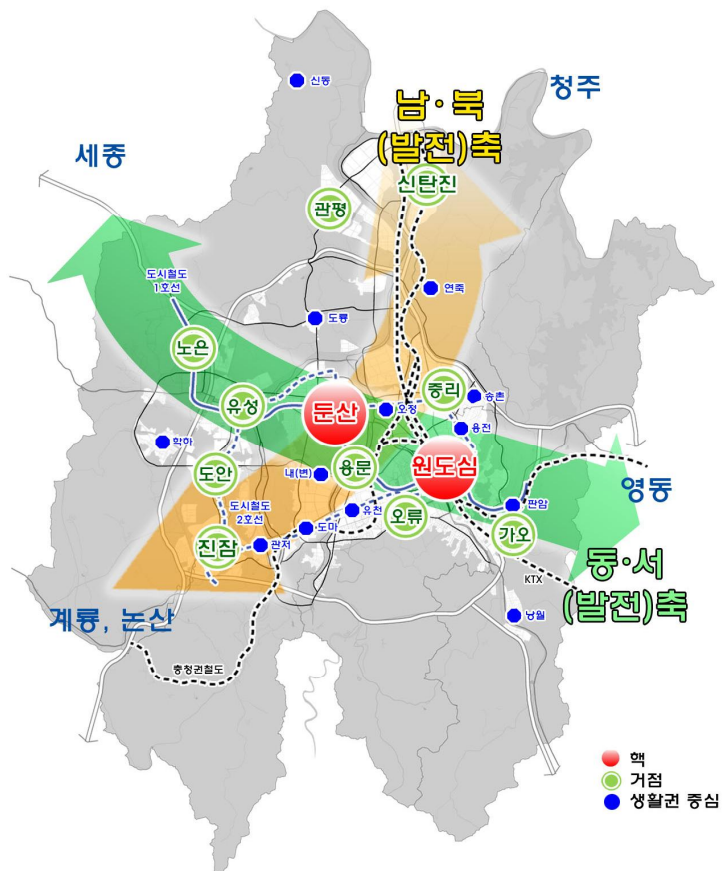 신동
청주
남·북
(발전)축
세종
신탄진
관평
도시철도
1호선
연죽
도룡
노은
중리
송촌
유성
둔산
오정
용전
학하
내(변)
용문
원도심
도안
영동
도시철도
2호선
유천
오류
판암
도마
가오
진잠
관저
동·서
(발전)축
KTX
계룡, 논산
낭월
충청권철도
핵
거점
생활권 중심